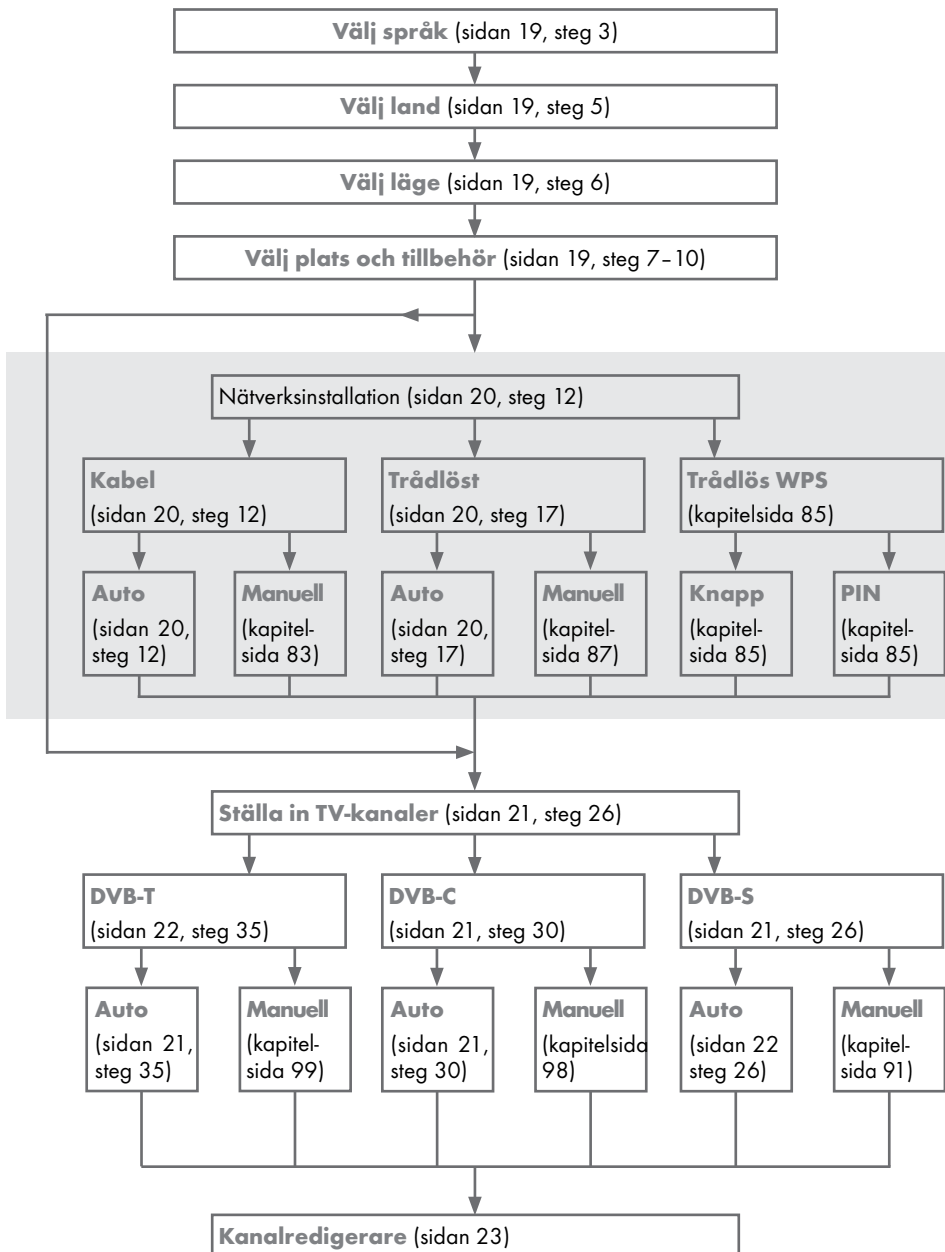 Välj språk (sidan 19, steg 3)
Välj land (sidan 19, steg 5)
Välj läge (sidan 19, steg 6)
Välj plats och tillbehör (sidan 19, steg 7–10)
Nätverksinstallation (sidan 20, steg 12)
Kabel
(sidan 20, steg 12)
Trådlöst
(sidan 20, steg 17)
Trådlös WPS
(kapitelsida 85)
Auto
(sidan 20,
steg 12)
Manuell
(kapitel-
sida 83)
Auto
(sidan 20,
steg 17)
Manuell
(kapitel-
sida 87)
Knapp
(kapitel-
sida 85)
PIN
(kapitel-
sida 85)
Ställa in TV-kanaler (sidan 21, steg 26)
DVB-T
(sidan 22, steg 35)
DVB-C
(sidan 21, steg 30)
DVB-S
(sidan 21, steg 26)
Auto
(sidan 21,
steg 35)
Manuell
(kapitel-
sida 99)
Auto
(sidan 21,
steg 30)
Manuell
(kapitelsida
98)
Auto
(sidan 22
steg 26)
Manuell
(kapitel-
sida 91)
Kanalredigerare (sidan 23)